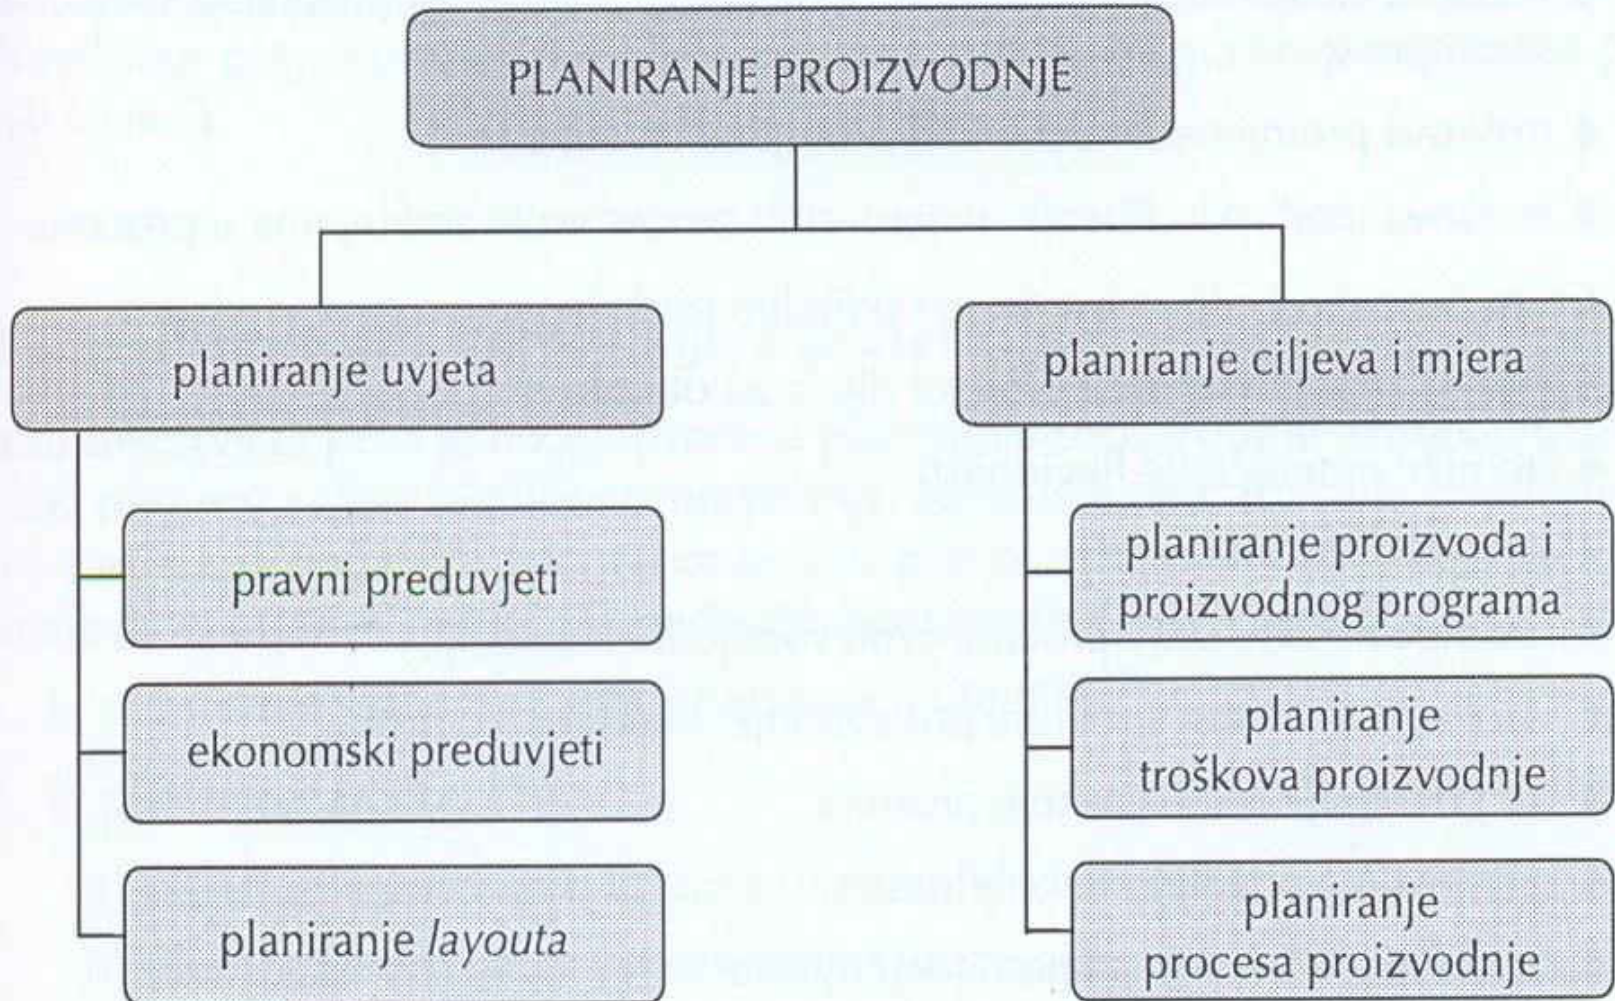 PLANIRANJE PROIZVODNJE
planiranje uvjeta
pravni preduvjeti
ekonomski preduvjeti
planiranje layouta
planiranje ciljeva i mjera
planiranje proizvoda i
proizvodnog programa
planiranje
troškova proizvodnje
planiranje
procesa proizvodnje